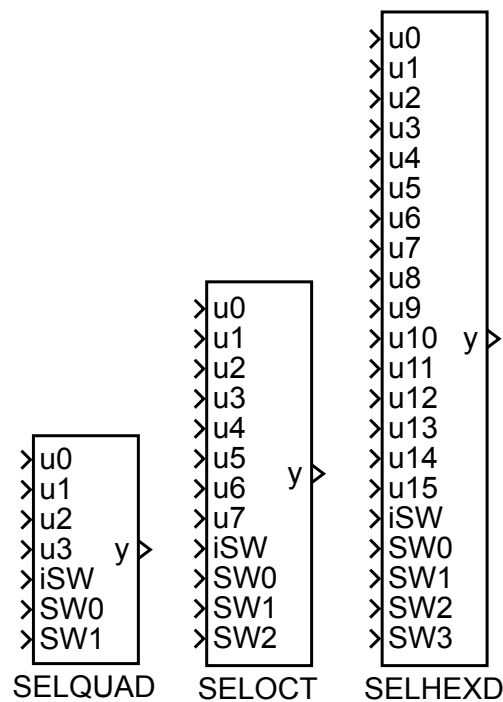 u0
u1
u2
u3
iSW
SW0
SW1
y
SELQUAD
u0
u1
u2
u3
u4
u5
u6
u7
iSW
SW0
SW1
SW2
y
SELOCT
u0
u1
u2
u3
u4
u5
u6
u7
u8
u9
u10
u11
u12
u13
u14
u15
iSW
SW0
SW1
SW2
SW3
y
SELHEXD